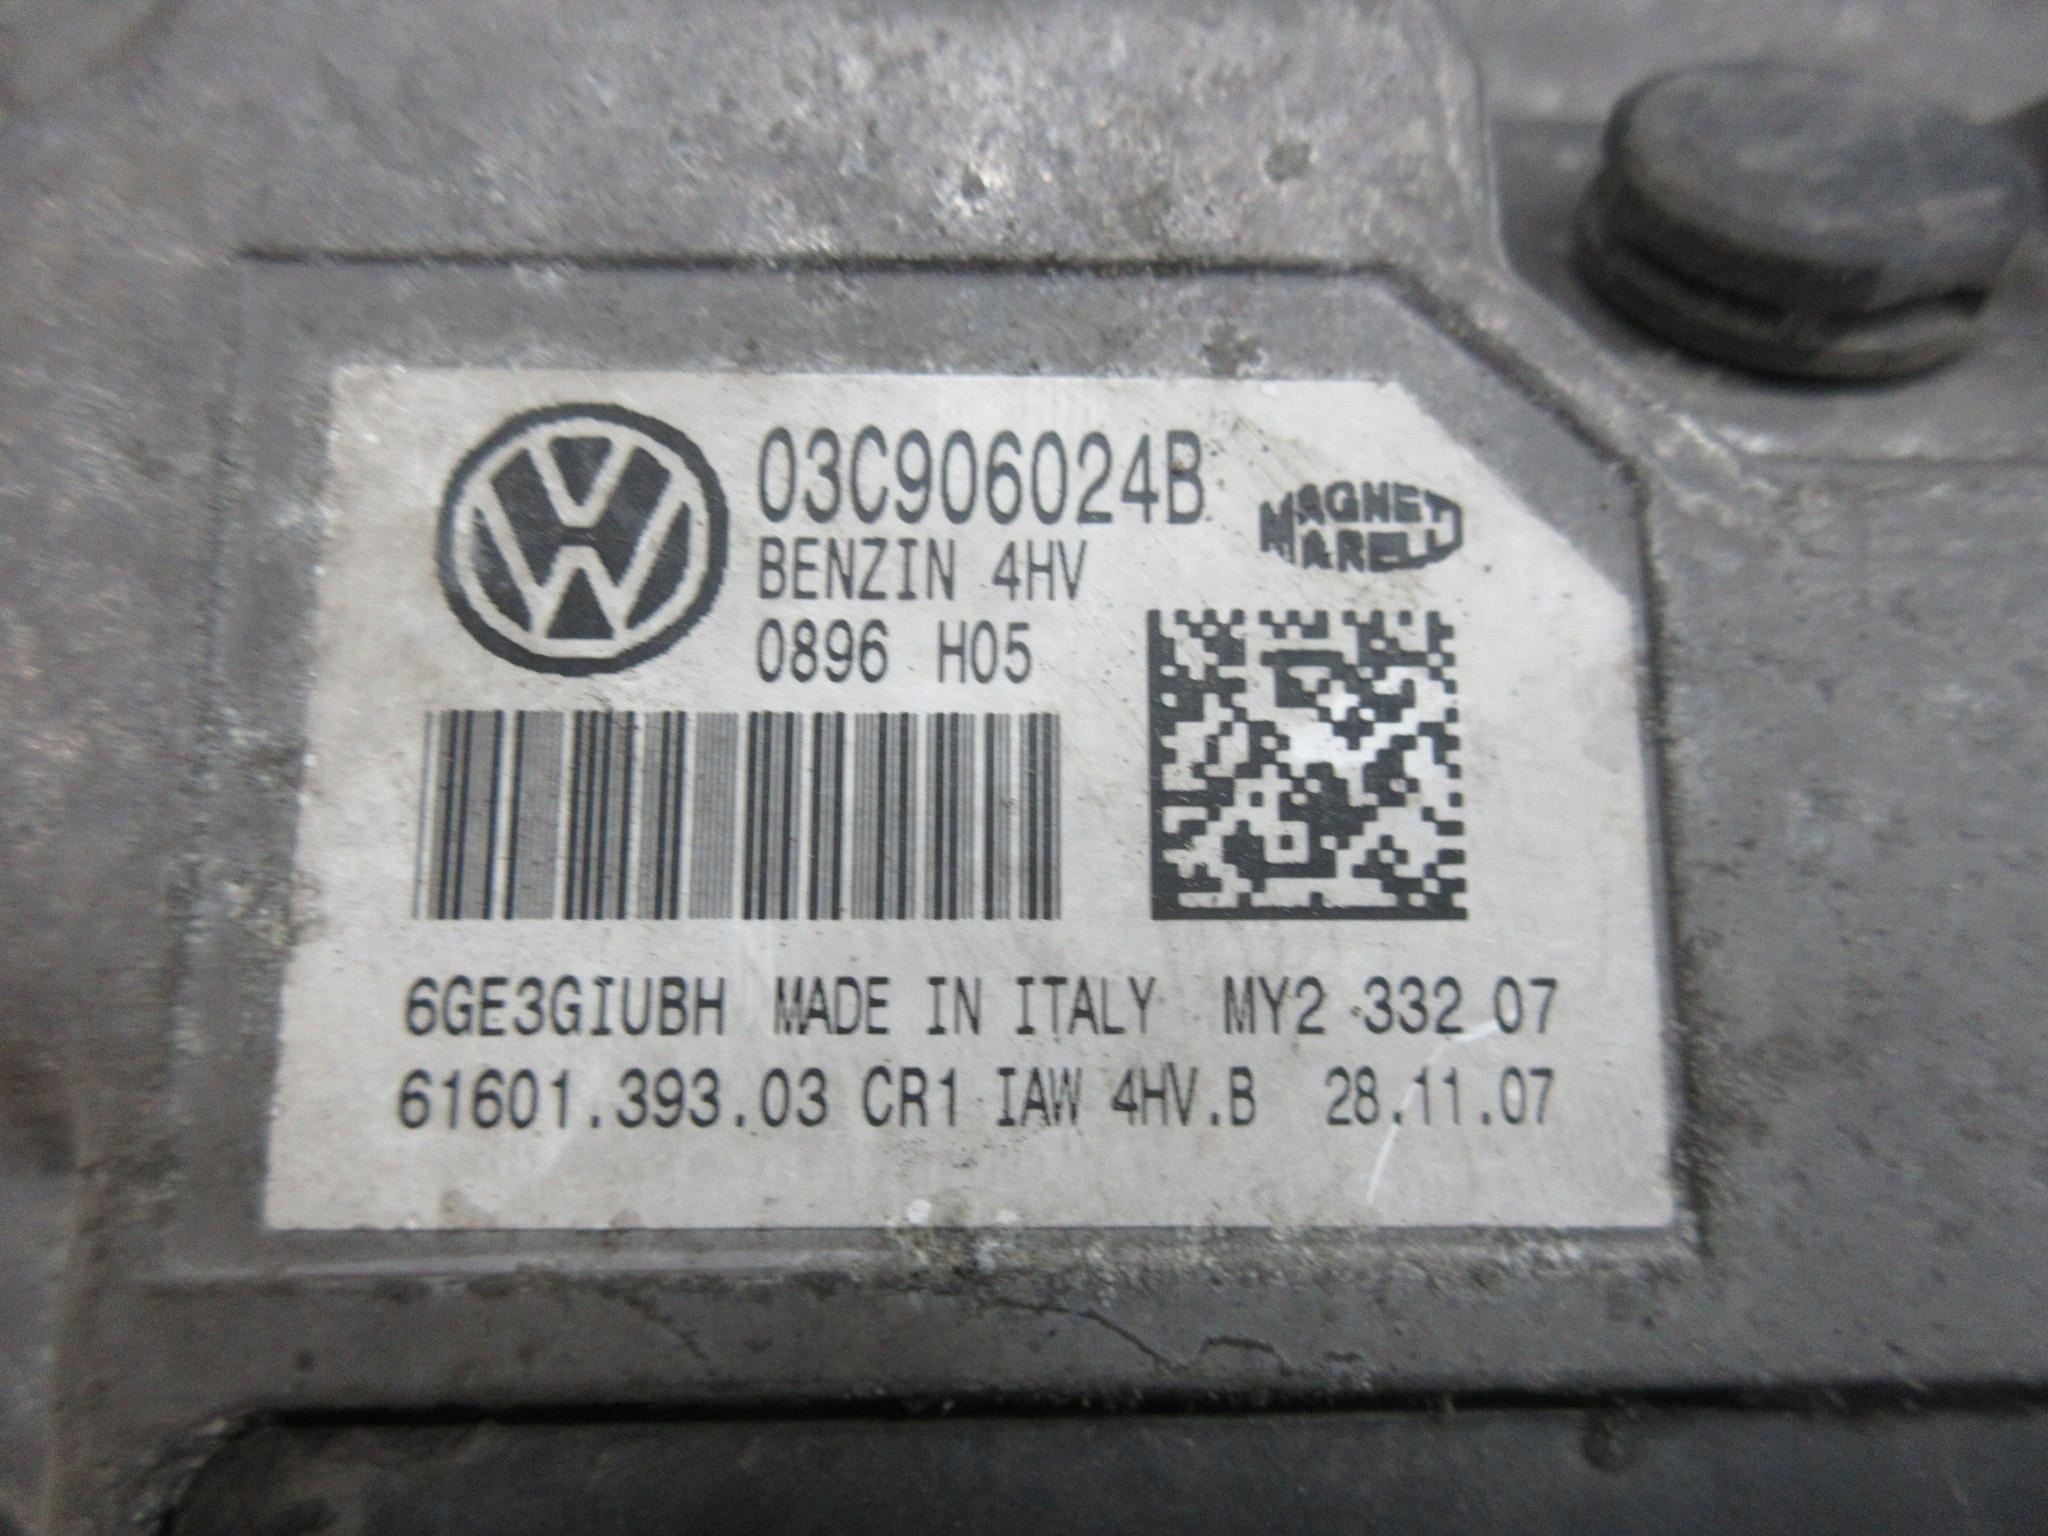 03C906024B
MAGNETI
MARELLI
BENZIN 4HV
0896 H05
6GE3GIUBH MADE IN ITALY MY2 332 07
61601.393.03 CR1 IAW 4HV.B 28.11.07